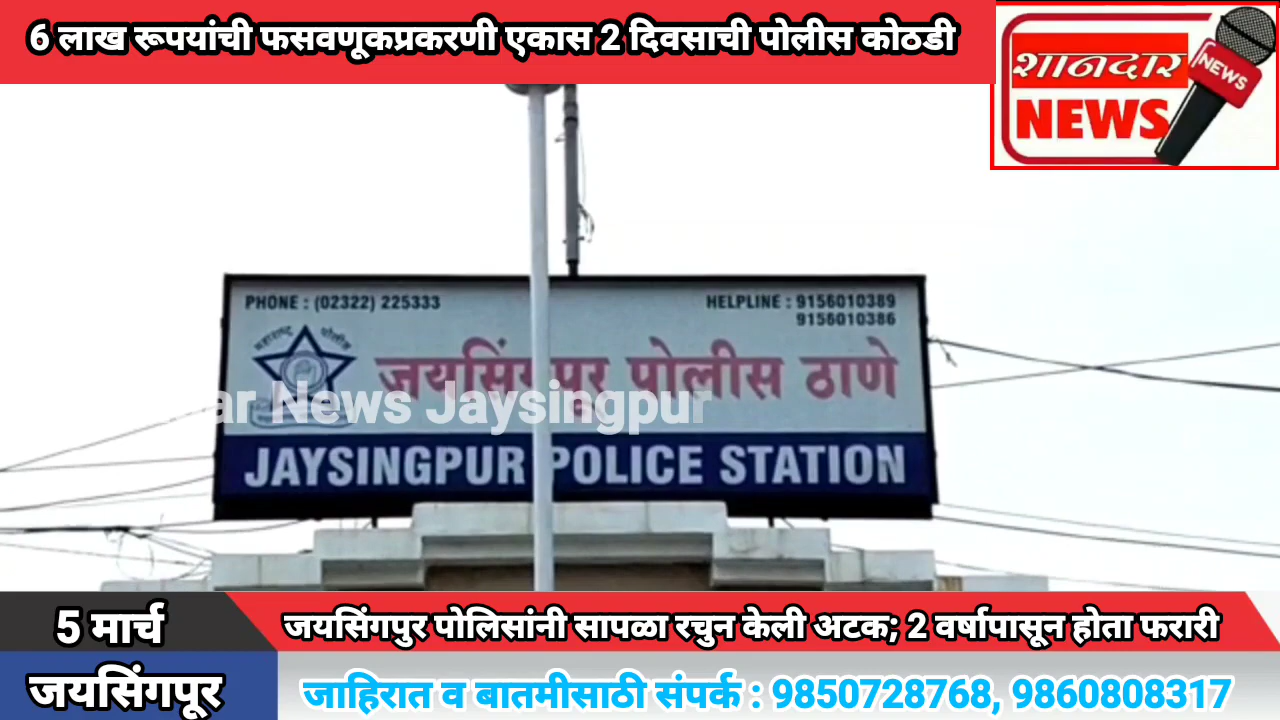 6 लाख रूपयांची फसवणूकप्रकरणी एकास 2 दिवसाची पोलीस कोठडी
शानदार
NEWS
NEWS
PHONE : (02322) 225333
HELPLINE : 9156010389
9156010386
महाराष्ट्र पोलीस
जयसिंगपूर पोलीस ठाणे
ar News Jaysingpur
JAYSINGPUR POLICE STATION
5 मार्च
जयसिंगपुर पोलिसांनी सापळा रचुन केली अटक; 2 वर्षापासून होता फरारी
जयसिंगपूर
जाहिरात व बातमीसाठी संपर्क : 9850728768, 9860808317